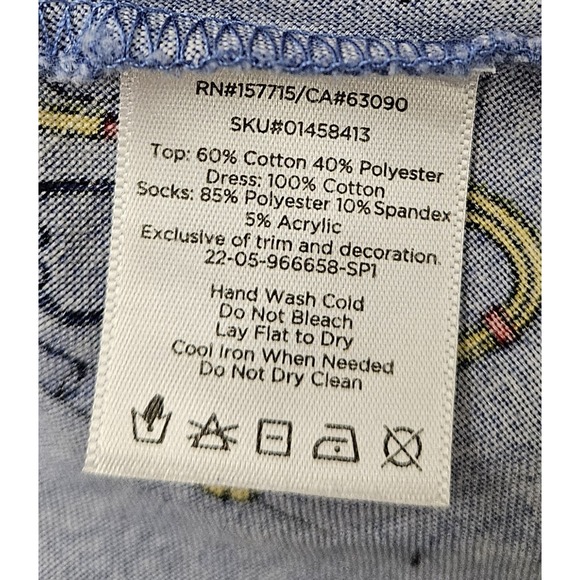 RN#157715/CA#63090
SKU#01458413
Top: 60% Cotton 40% Polyester
Dress: 100% Cotton
Socks: 85% Polyester 10% Spandex
5% Acrylic
Exclusive of trim and decoration.
22-05-966658-SP1
Hand Wash Cold
Do Not Bleach
Lay Flat to Dry
Cool Iron When Needed
Do Not Dry Clean